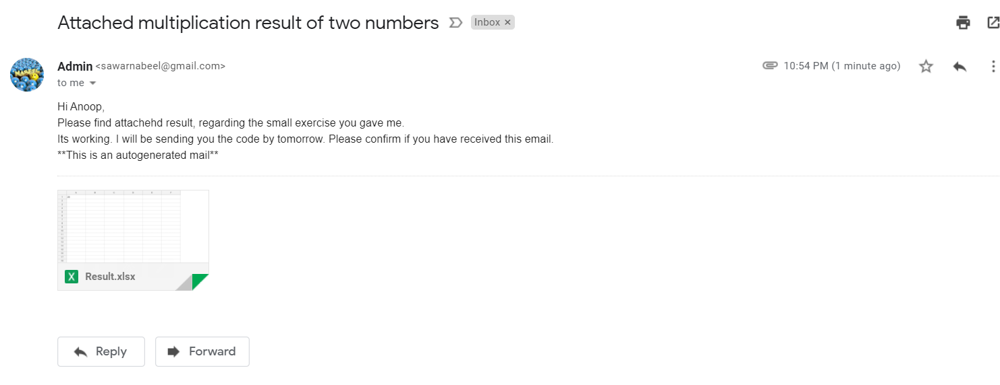 Attached multiplication result of two numbers Inbox ×
Admin <sawarnabeel@gmail.com> 10:54 PM (1 minute ago)
to me
Hi Anoop,
Please find attachehd result, regarding the small exercise you gave me.
Its working. I will be sending you the code by tomorrow. Please confirm if you have received this email.
**This is an autogenerated mail**
X Result.xlsx
Reply Forward